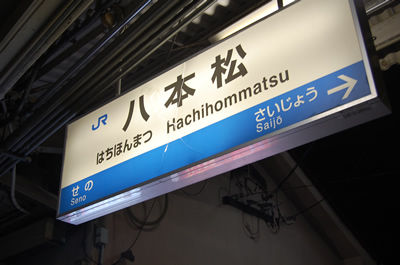 JR 八本松
はちほんまつ Hachihommatsu
せの
Seno
さいじょう
Saijō